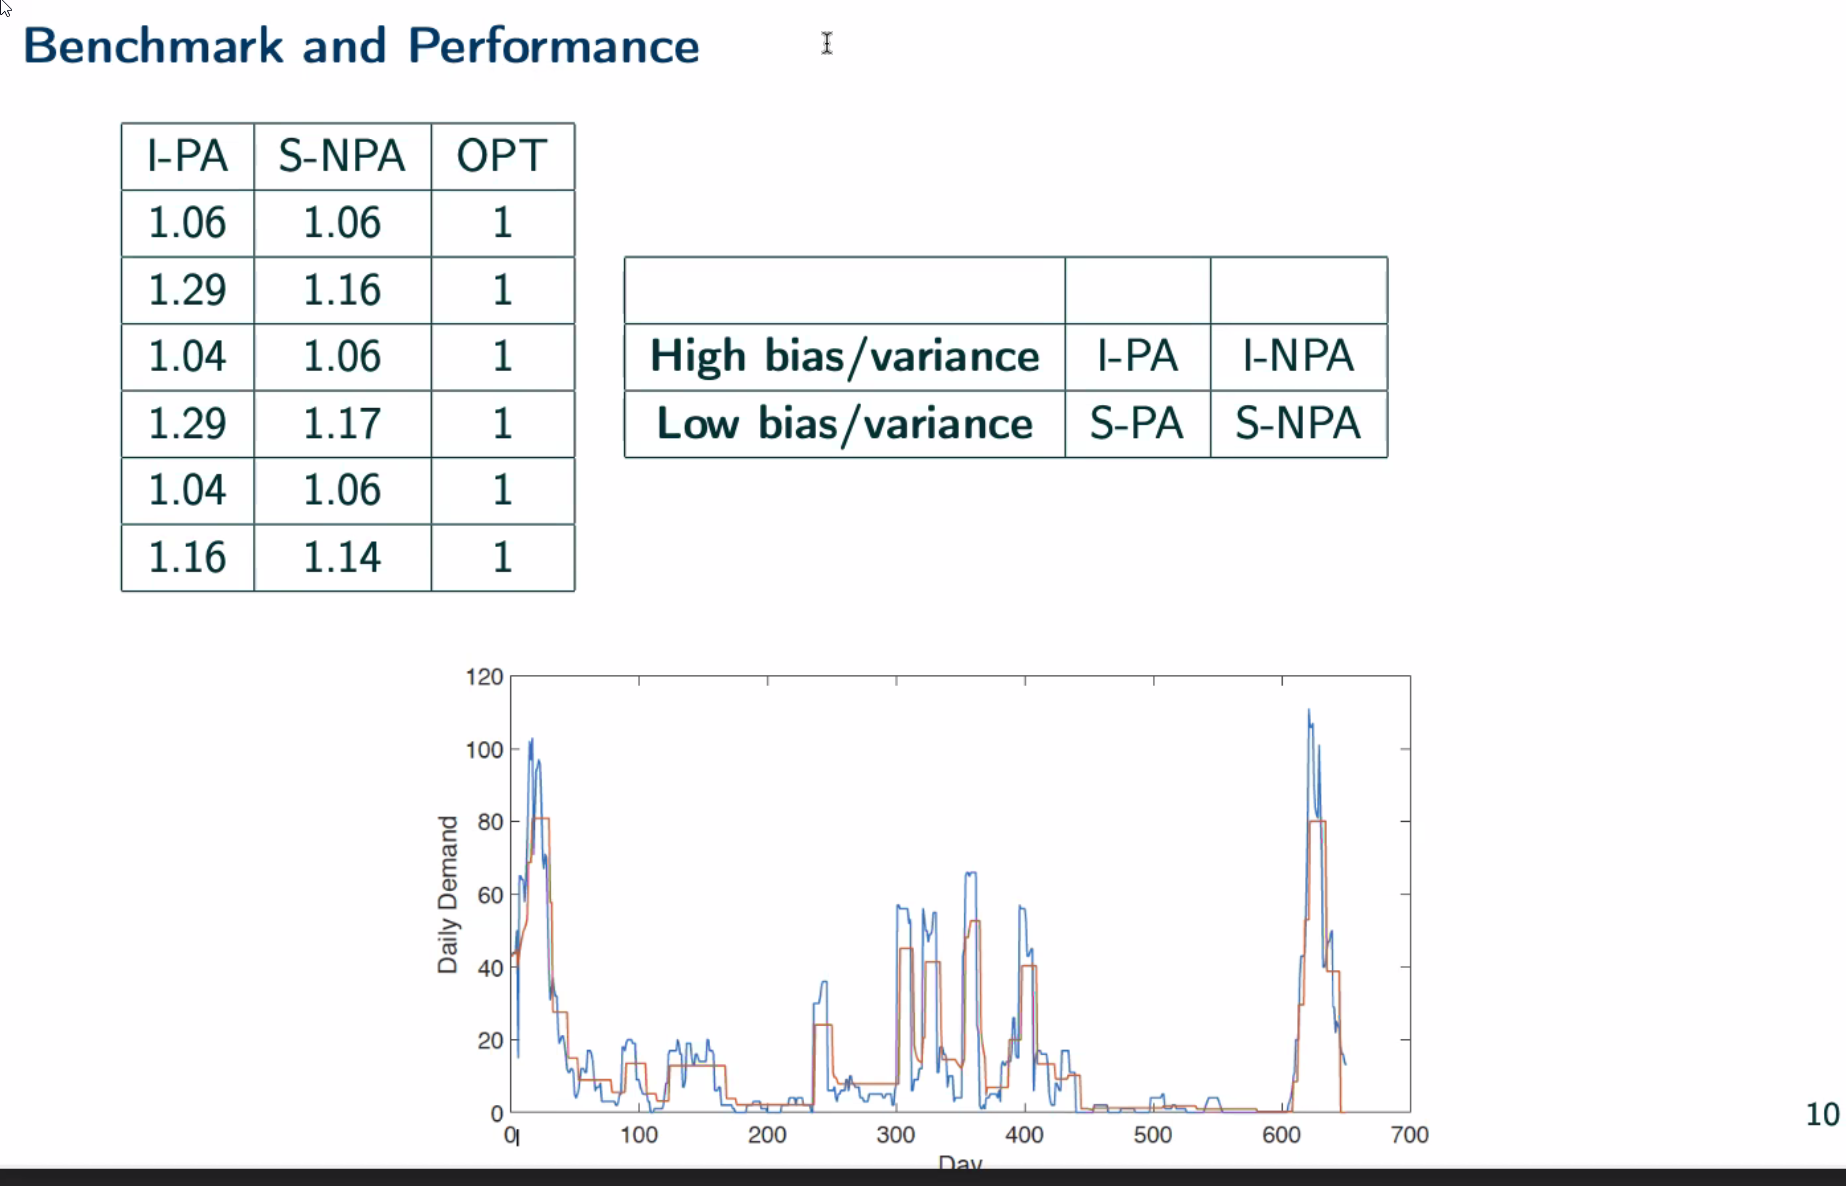 Benchmark and Performance
I-PA S-NPA OPT
1.06 1.06 1
1.29 1.16 1
1.04 1.06 1
1.29 1.17 1
1.04 1.06 1
1.16 1.14 1
High bias/variance I-PA I-NPA
Low bias/variance S-PA S-NPA
120
100
80
60
40
20
0
Daily Demand
0 100 200 300 400 500 600 700
Day
10